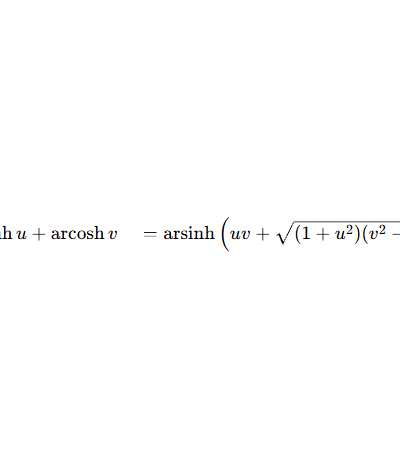 h u + arcosh v = arsinh (uv + √(1 + u²)(v² −